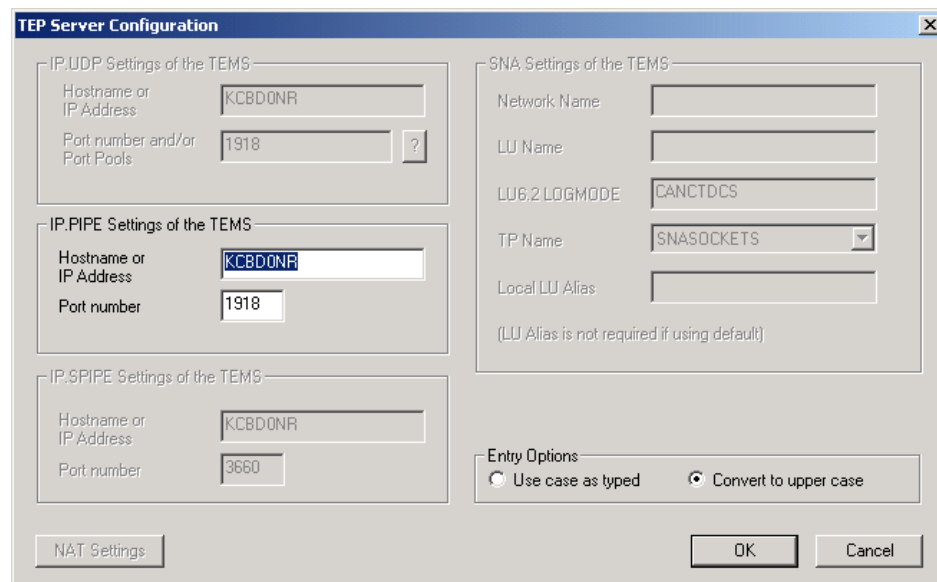 TEP Server Configuration
IP.UDP Settings of the TEMS
Hostname or
IP Address
KCBD0NR
Port number and/or
Port Pools
1918
?
IP.PIPE Settings of the TEMS
Hostname or
IP Address
KCBD0NR
Port number
1918
IP.SPIPE Settings of the TEMS
Hostname or
IP Address
KCBD0NR
Port number
3660
NAT Settings
SNA Settings of the TEMS
Network Name
LU Name
LU6.2 LOGMODE
CANCTDCS
TP Name
SNASOCKETS
Local LU Alias
(LU Alias is not required if using default)
Entry Options
Use case as typed
Convert to upper case
OK
Cancel